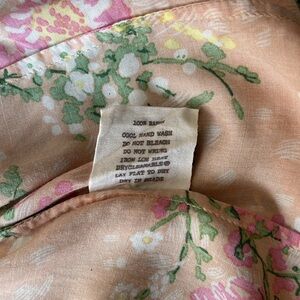 100%
COOL HAND WASH
DO NOT BLEACH
DO NOT WRING
IRON LOW HEAT
DRYCLEANABLE Ⓟ
LAY FLAT TO DRY
DRY IN SHADE